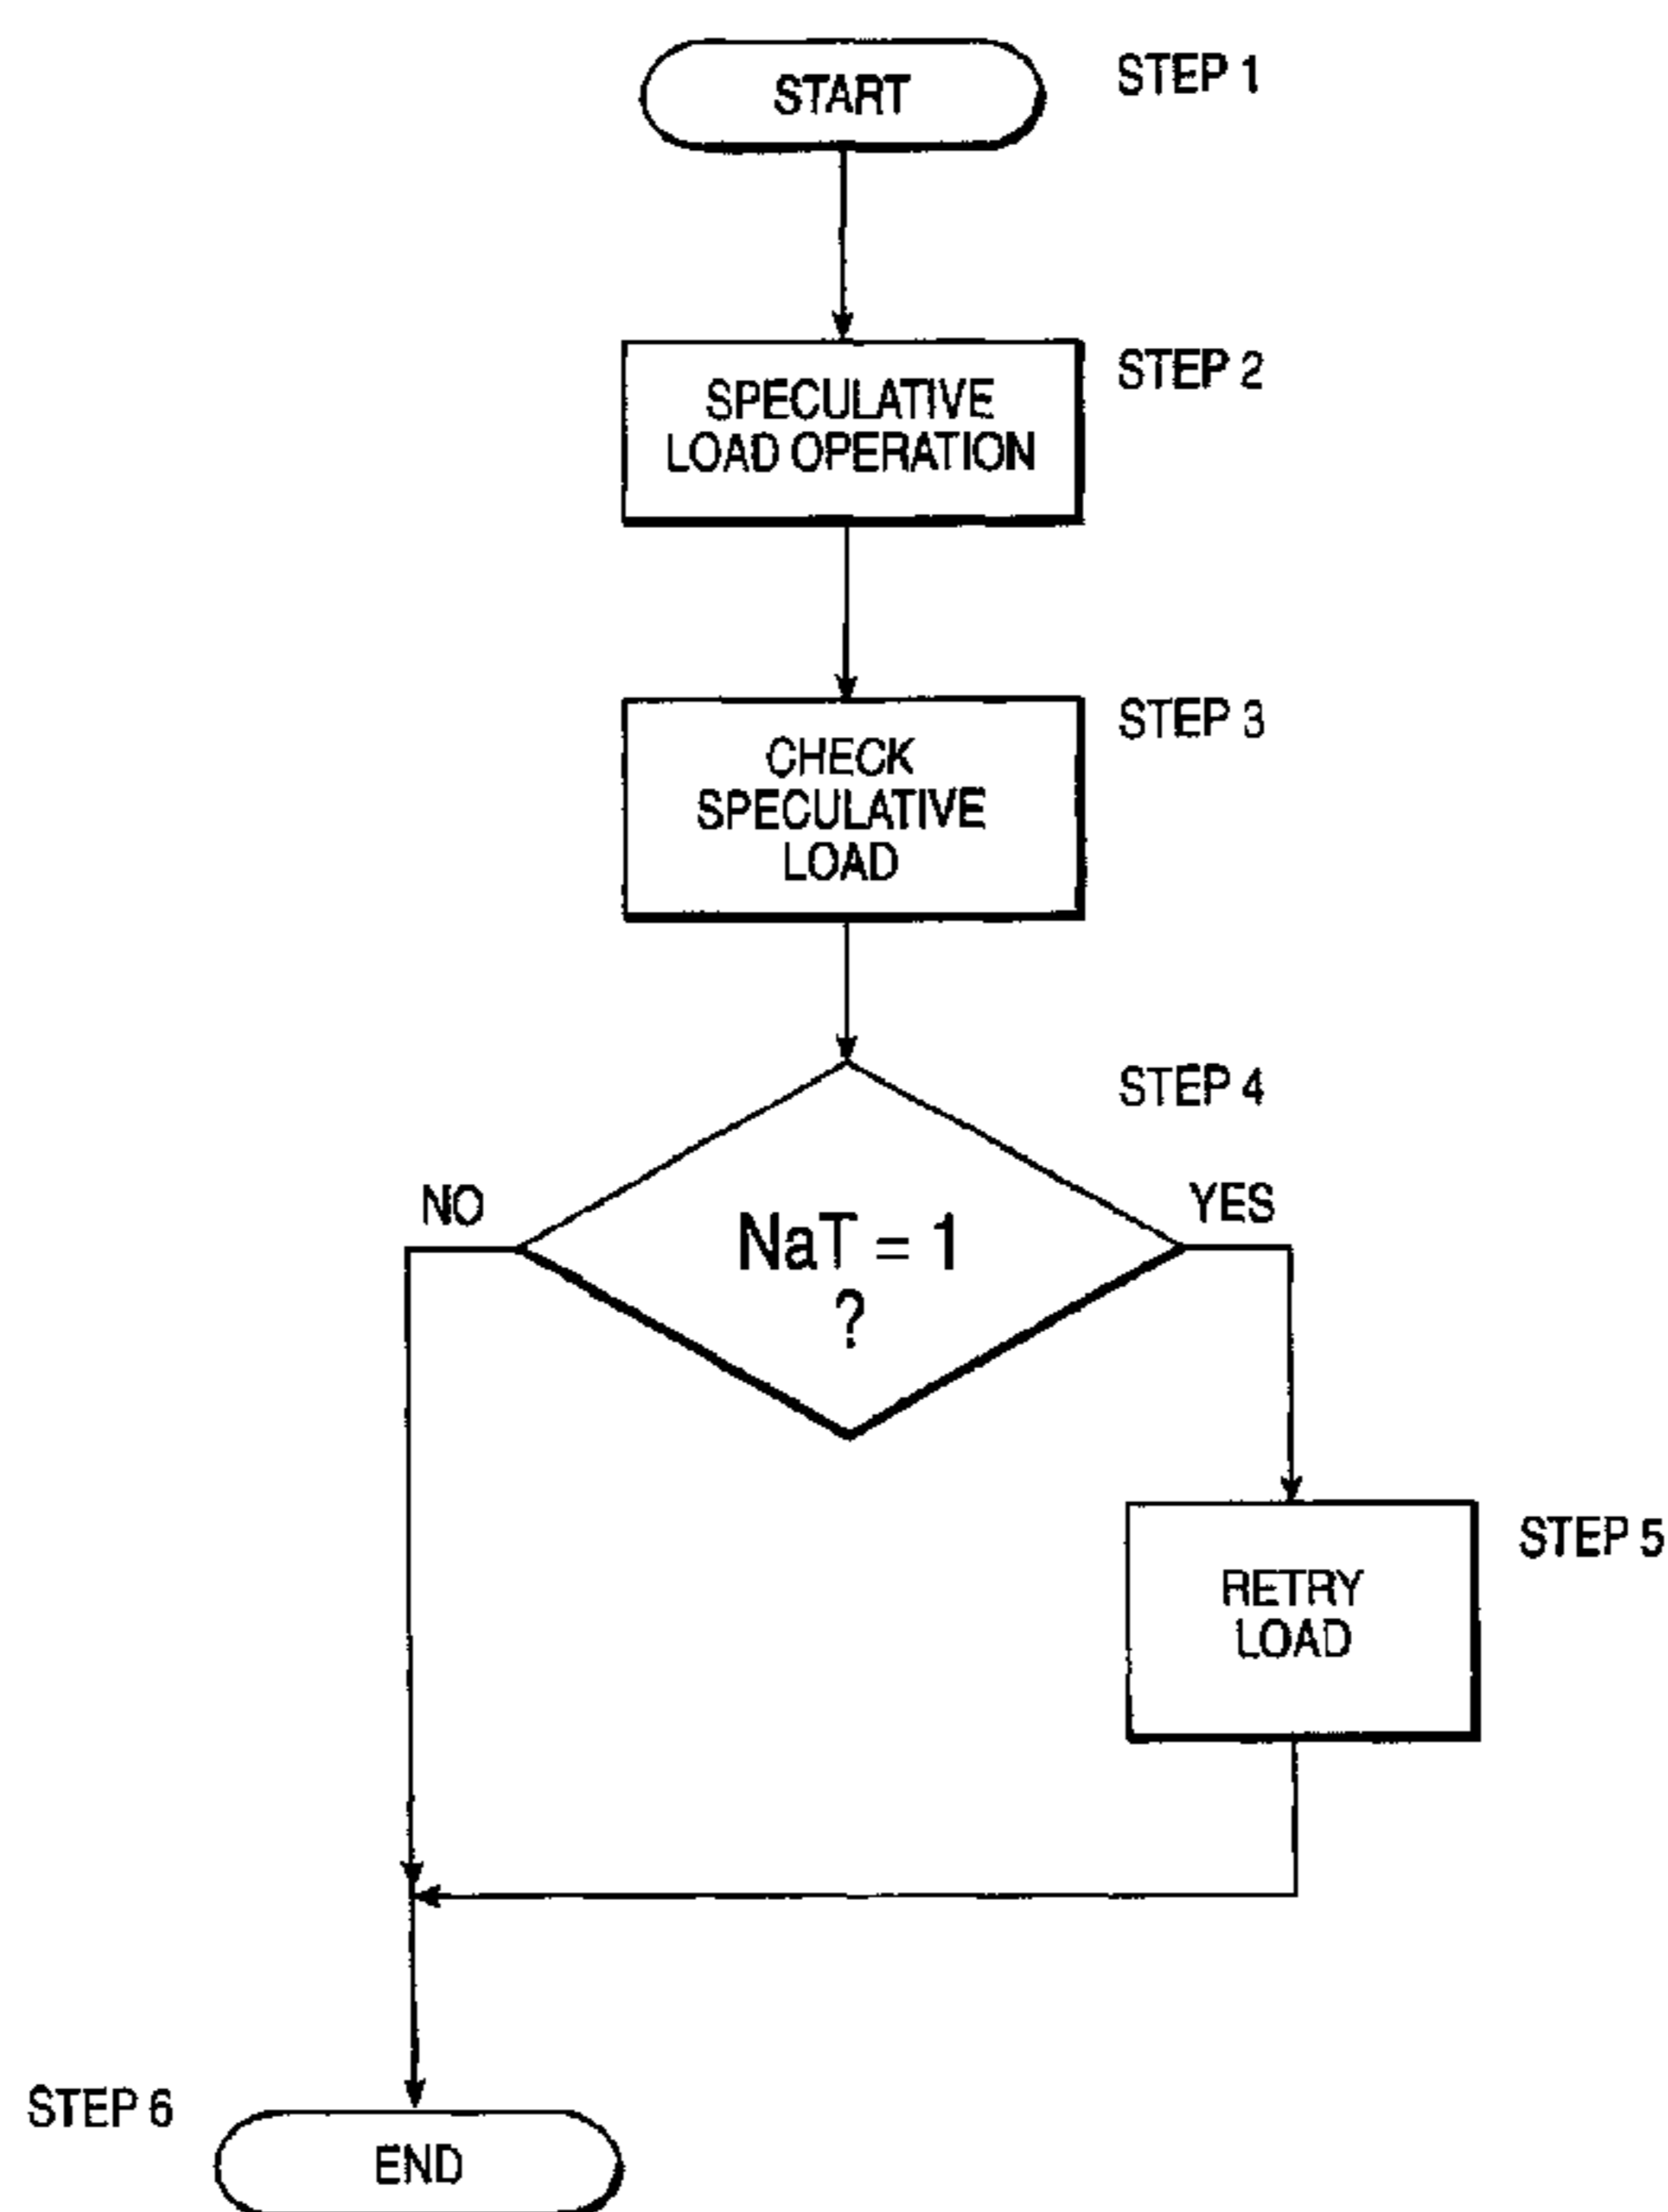 START
STEP 1
SPECULATIVE
LOAD OPERATION
STEP 2
CHECK
SPECULATIVE
LOAD
STEP 3
STEP 4
NO
YES
NaT = 1
?
RETRY
LOAD
STEP 5
STEP 6
END